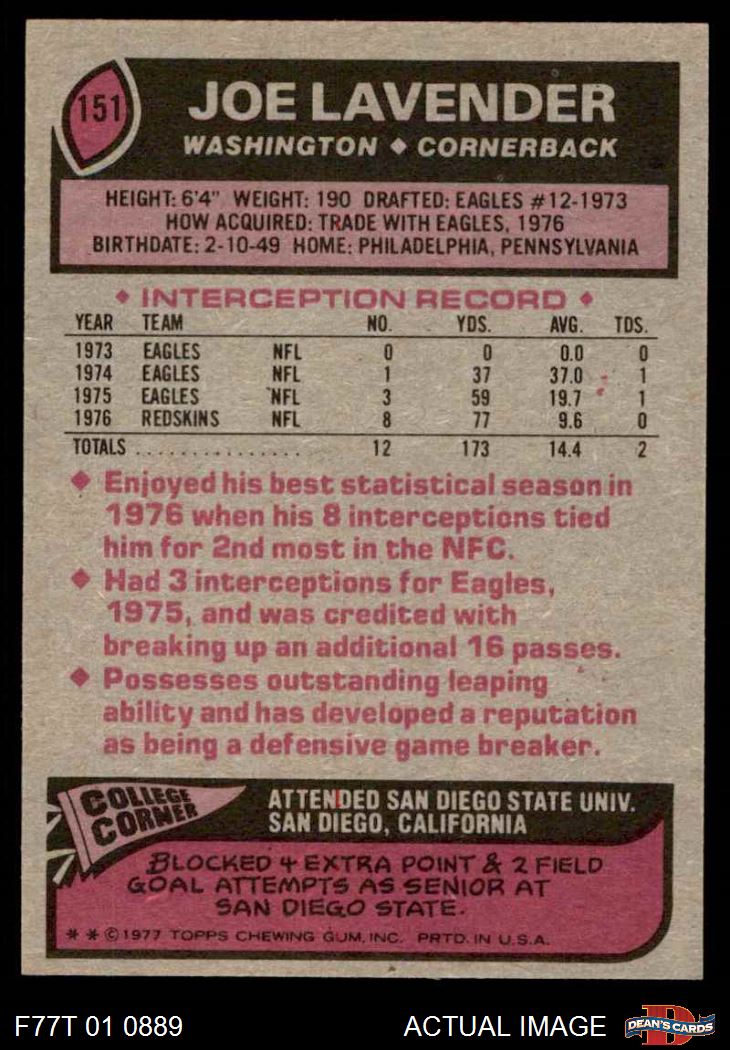 151
JOE LAVENDER
WASHINGTON ◆ CORNERBACK
HEIGHT: 6'4" WEIGHT: 190 DRAFTED: EAGLES #12-1973
HOW ACQUIRED: TRADE WITH EAGLES, 1976
BIRTHDATE: 2-10-49 HOME: PHILADELPHIA, PENNSYLVANIA
◆ INTERCEPTION RECORD ◆
YEAR TEAM NO. YDS. AVG. TDS.
1973 EAGLES NFL 0 0 0.0 0
1974 EAGLES NFL 1 37 37.0 1
1975 EAGLES NFL 3 59 19.7 1
1976 REDSKINS NFL 8 77 9.6 0
TOTALS . . . . . . . . . . . . . . . 12 173 14.4 2
◆ Enjoyed his best statistical season in
1976 when his 8 interceptions tied
him for 2nd most in the NFC.
◆ Had 3 interceptions for Eagles,
1975, and was credited with
breaking up an additional 16 passes.
◆ Possesses outstanding leaping
ability and has developed a reputation
as being a defensive game breaker.
COLLEGE
CORNER
ATTENDED SAN DIEGO STATE UNIV.
SAN DIEGO, CALIFORNIA
BLOCKED 4 EXTRA POINT & 2 FIELD
GOAL ATTEMPTS AS SENIOR AT
SAN DIEGO STATE.
* * © 1977 TOPPS CHEWING GUM, INC. PRTD. IN U.S.A.
F77T 01 0889
ACTUAL IMAGE
D
DEAN'S CARDS